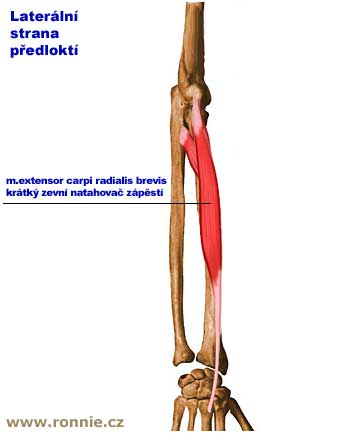 Laterální
strana
předloktí
m.extensor carpi radialis brevis
krátký zevní natahovač zápěstí
www.ronnie.cz